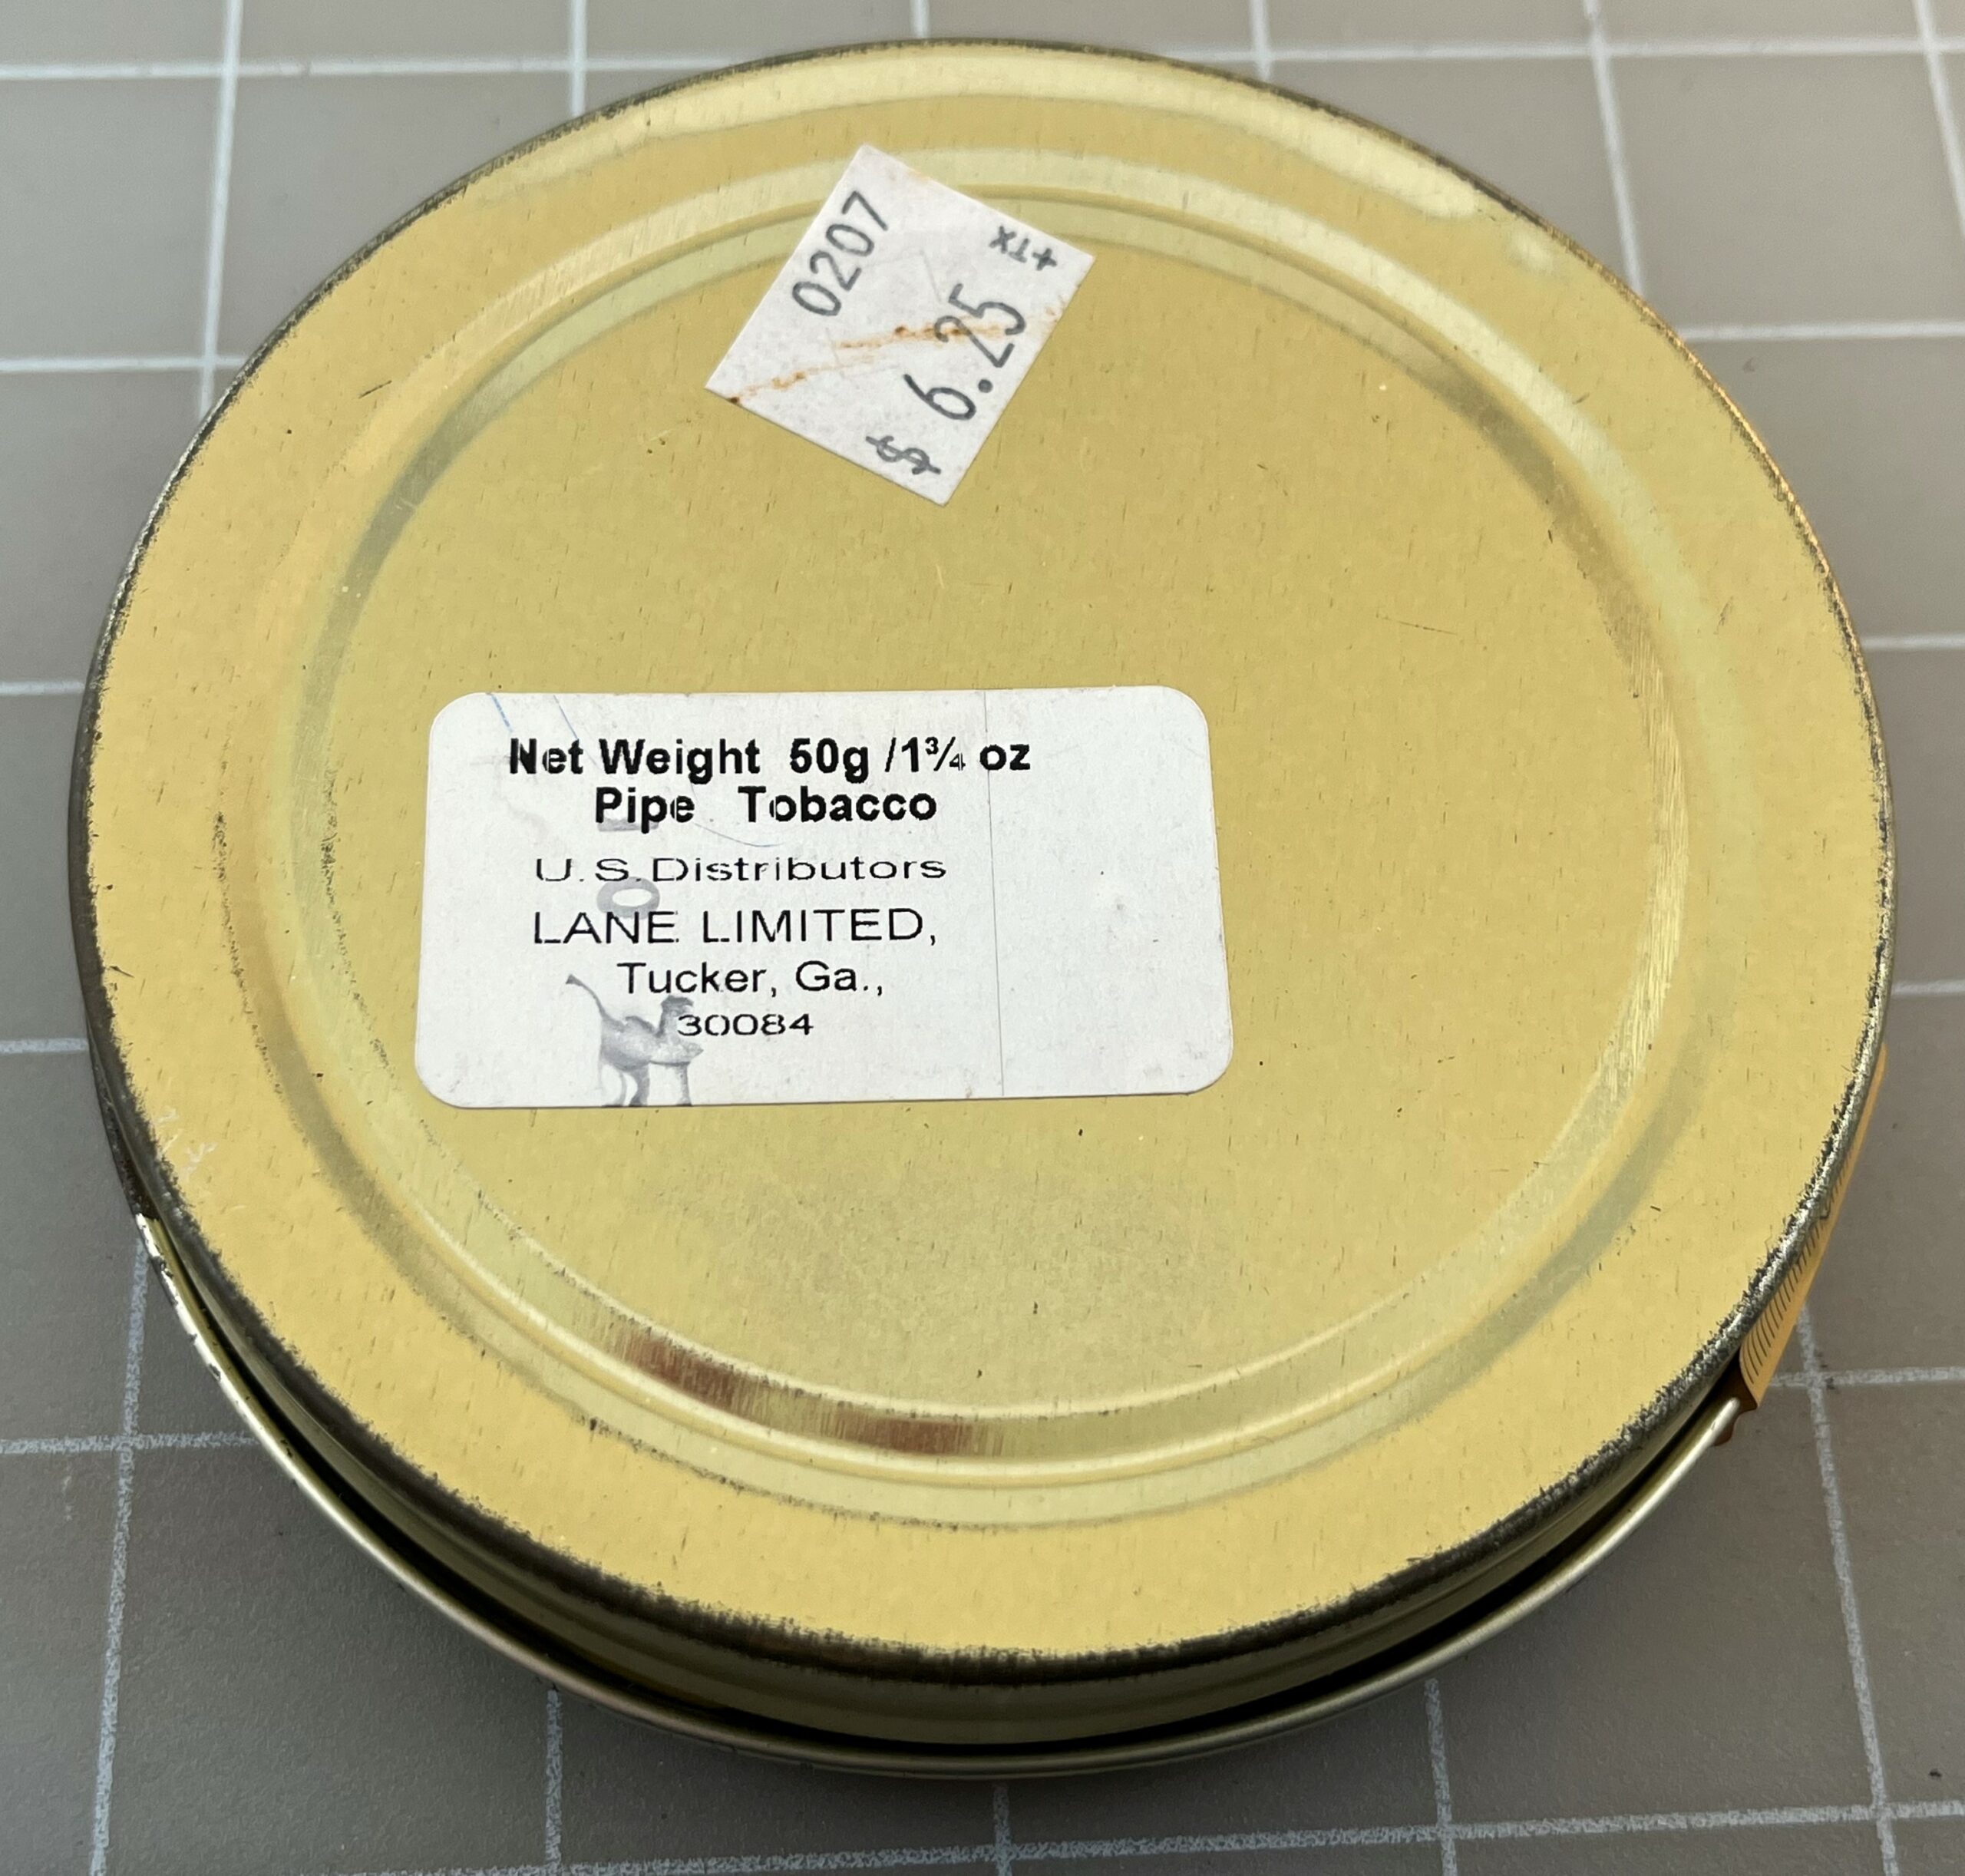 0207
+TX
$ 6.25
Net Weight 50g /1¾ oz
Pipe Tobacco
U.S.Distributors
LANE LIMITED,
Tucker, Ga.,
30084